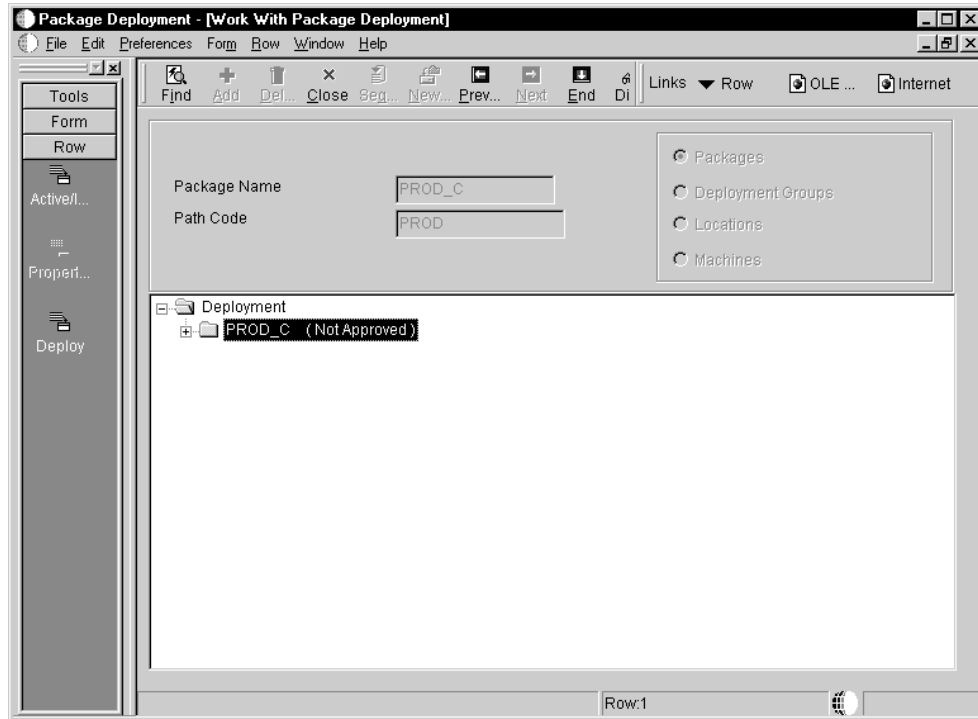 Package Deployment - [Work With Package Deployment]
File Edit Preferences Form Row Window Help
Tools
Form
Row
Active/I...
Propert...
Deploy
Find Add Del... Close Seq... New... Prev... Next End Di
Links Row OLE ... Internet
Package Name PROD_C
Path Code PROD
Packages
Deployment Groups
Locations
Machines
Deployment
PROD_C ( Not Approved )
Row:1